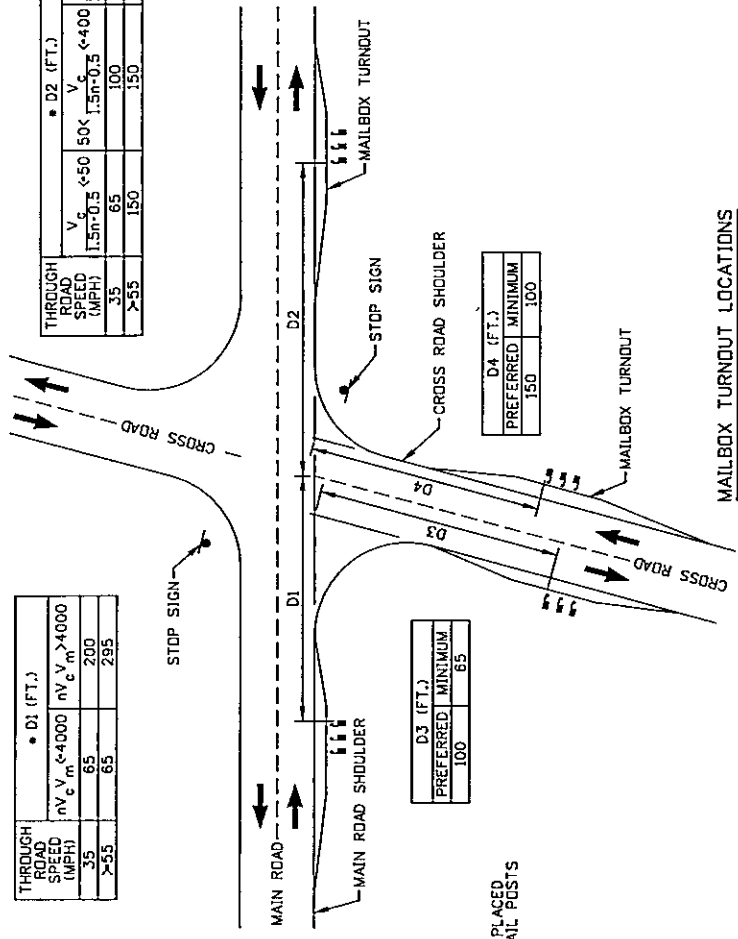 THROUGH ROAD SPEED (MPH)
* D1 (FT.)
nVcVm<=4000 nVcVm>4000
35 65 200
>55 65 295
THROUGH ROAD SPEED (MPH)
* D2 (FT.)
Vc/1.5n-0.5 <=50 50< Vc/1.5n-0.5 <=400
35 65 100
>55 150 150
STOP SIGN
CROSS ROAD
MAIN ROAD
D1
D2
MAILBOX TURNOUT
MAIN ROAD SHOULDER
STOP SIGN
CROSS ROAD SHOULDER
D3
D4
D3 (FT.)
PREFERRED MINIMUM
100 65
D4 (FT.)
PREFERRED MINIMUM
150 100
MAILBOX TURNOUT
CROSS ROAD
PLACED
AIL POSTS
MAILBOX TURNOUT LOCATIONS